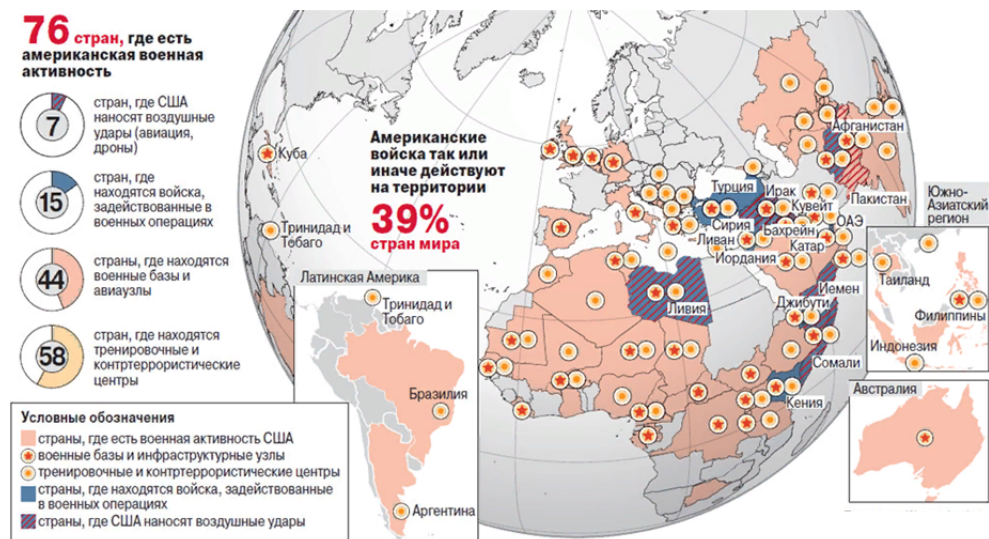 76 стран, где есть
американская военная
активность
7
стран, где США
наносят воздушные
удары (авиация,
дроны)
15
стран, где
находятся войска,
задействованные в
военных операциях
44
страны, где находятся
военные базы и
авиаузлы
58
стран, где находятся
тренировочные и
контртеррористические
центры
Американские
войска так или
иначе действуют
на территории
39%
стран мира
Куба
Тринидад и
Тобаго
Афганистан
Пакистан
Турция
Ирак
Кувейт
Сирия
ОАЭ
Бахрейн
Ливан
Катар
Иордания
Йемен
Ливия
Джибути
Сомали
Кения
Латинская Америка
Тринидад и
Тобаго
Бразилия
Аргентина
Южно-
Азиатский
регион
Таиланд
Филиппины
Индонезия
Австралия
Условные обозначения
страны, где есть военная активность США
военные базы и инфраструктурные узлы
тренировочные и контртеррористические центры
страны, где находятся войска, задействованные
в военных операциях
страны, где США наносят воздушные удары